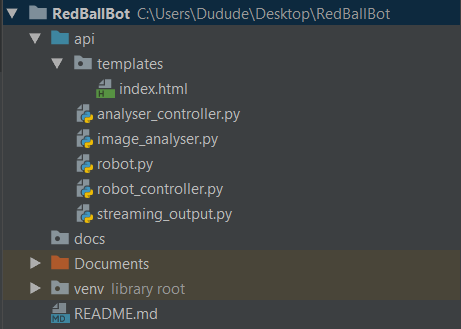 RedBallBot C:\Users\Dudude\Desktop\RedBallBot
api
templates
index.html
analyser_controller.py
image_analyser.py
robot.py
robot_controller.py
streaming_output.py
docs
Documents
venv library root
README.md